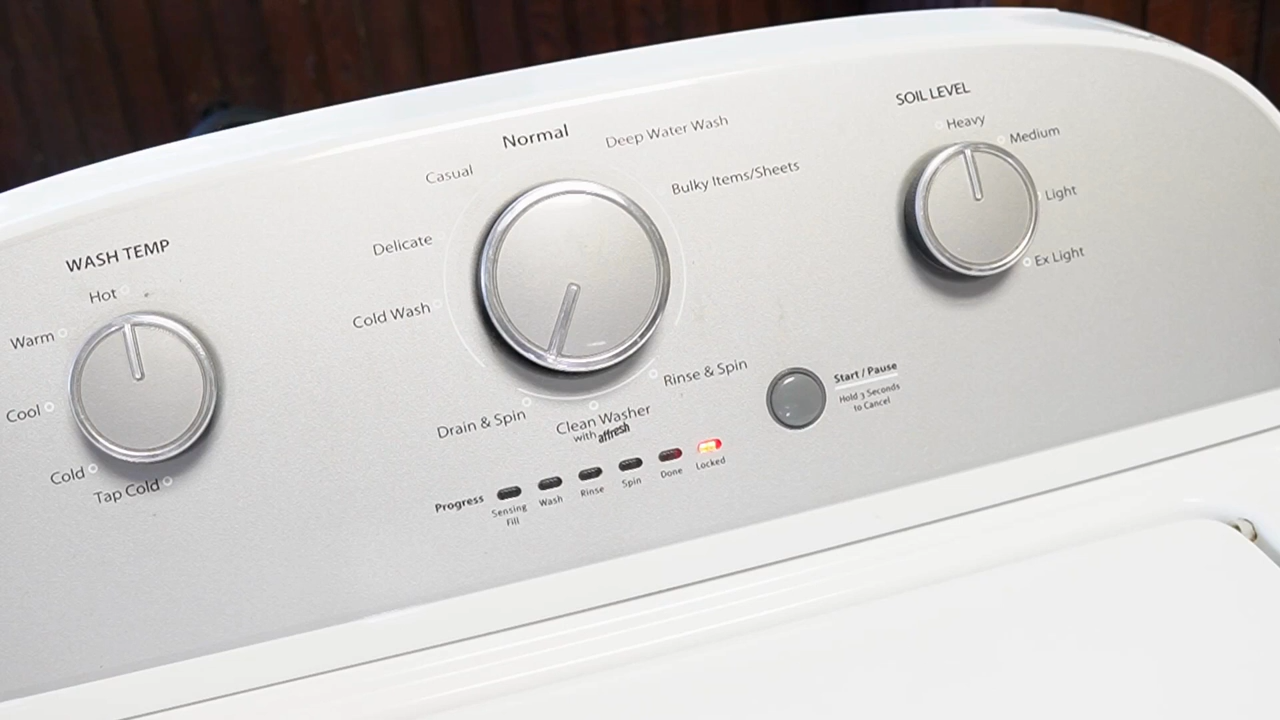 WASH TEMP
Hot
Warm
Cool
Cold
Tap Cold
Normal
Deep Water Wash
Casual
Bulky Items/Sheets
Delicate
Cold Wash
Rinse & Spin
Drain & Spin
Clean Washer
with affresh
SOIL LEVEL
Heavy
Medium
Light
Ex Light
Start / Pause
Hold 3 Seconds
to Cancel
Progress
Sensing
Fill
Wash
Rinse
Spin
Done
Locked